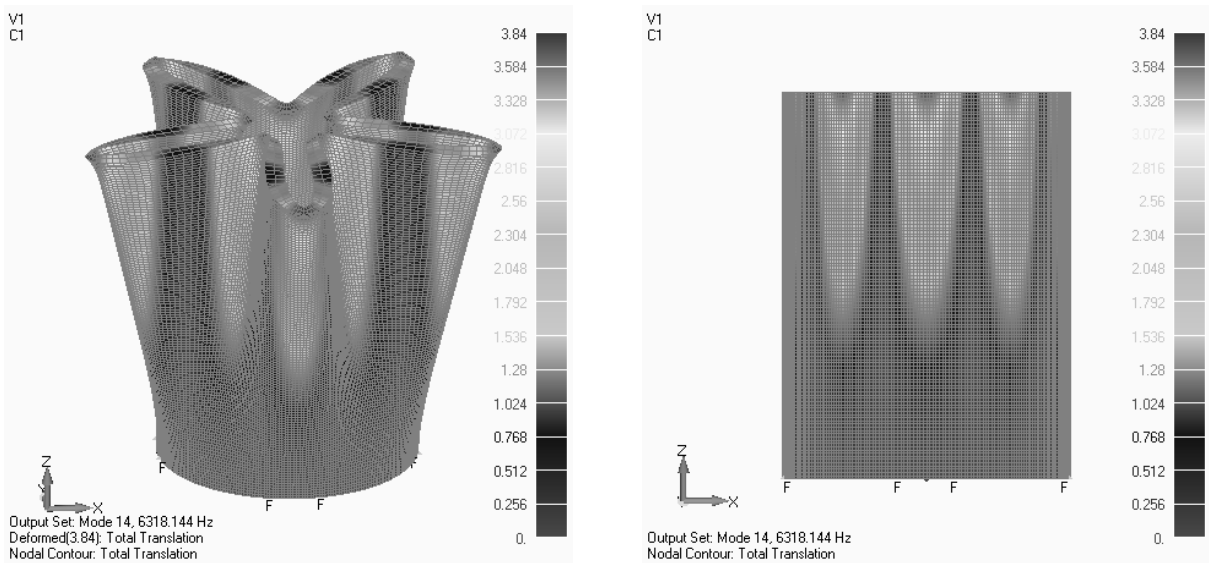 V1
C1
3.84
3.584
3.328
3.072
2.816
2.56
2.304
2.048
1.792
1.536
1.28
1.024
0.768
0.512
0.256
0.
F
F
F
F
Z
Y
X
Output Set: Mode 14, 6318.144 Hz
Deformed(3.84): Total Translation
Nodal Contour: Total Translation
V1
C1
3.84
3.584
3.328
3.072
2.816
2.56
2.304
2.048
1.792
1.536
1.28
1.024
0.768
0.512
0.256
0.
F
F
F
F
Z
X
Output Set: Mode 14, 6318.144 Hz
Nodal Contour: Total Translation